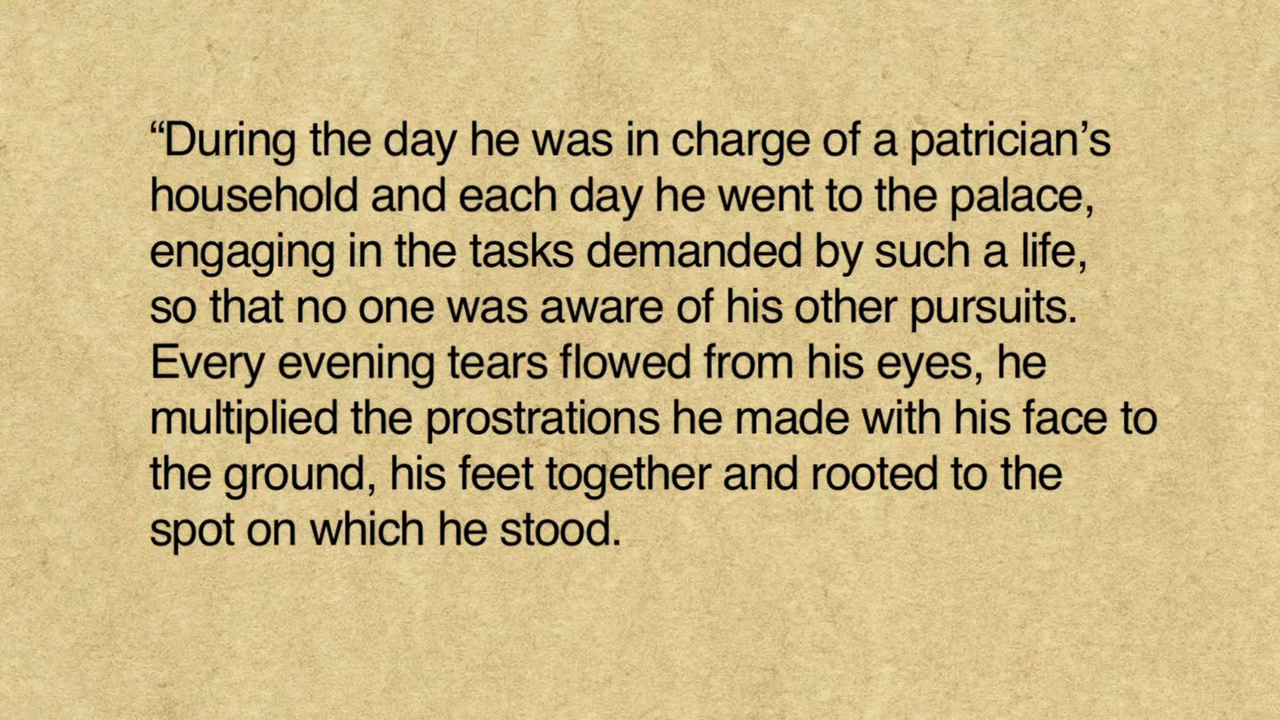 “During the day he was in charge of a patrician’s
household and each day he went to the palace,
engaging in the tasks demanded by such a life,
so that no one was aware of his other pursuits.
Every evening tears flowed from his eyes, he
multiplied the prostrations he made with his face to
the ground, his feet together and rooted to the
spot on which he stood.